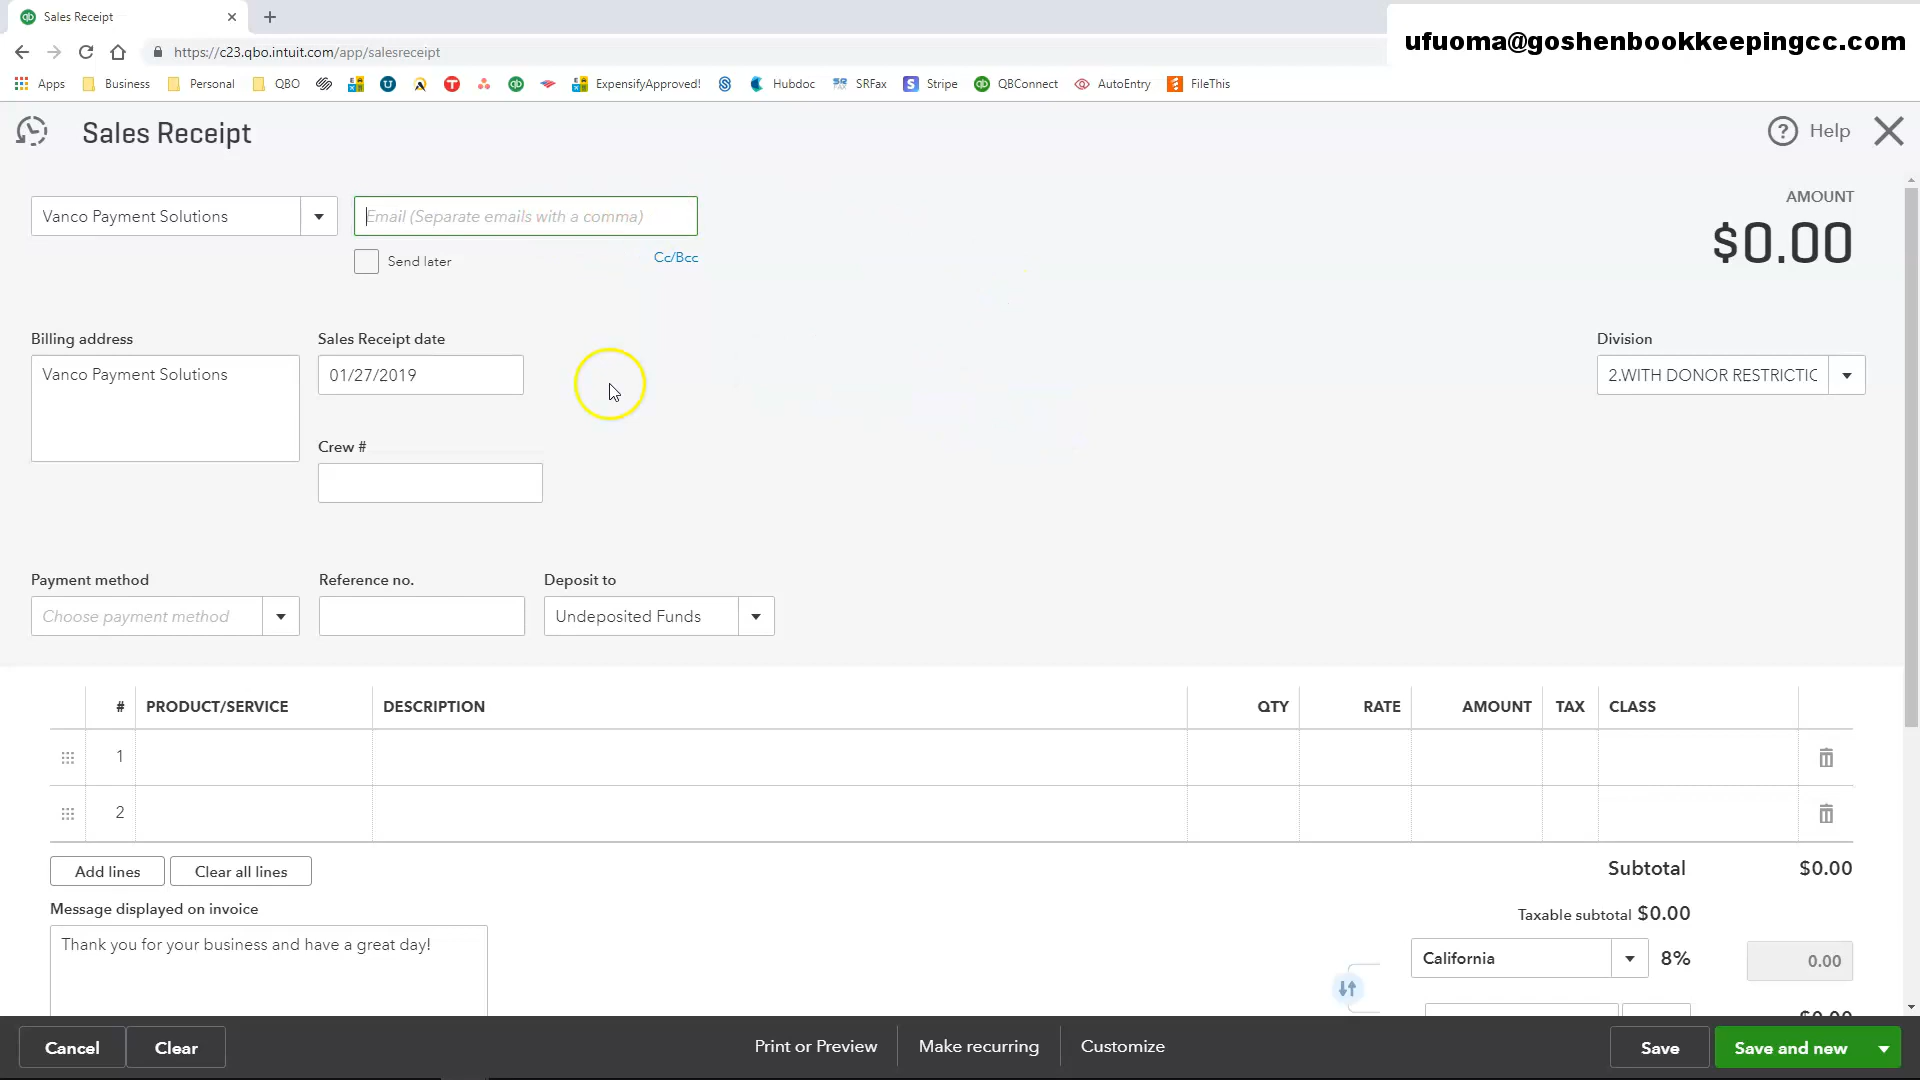 Sales Receipt
ufuoma@goshenbookkeepingcc.com
https://c23.qbo.intuit.com/app/salesreceipt
Apps Business Personal QBO ExpensifyApproved! Hubdoc SRFax Stripe QBConnect AutoEntry FileThis
Sales Receipt
Help
Vanco Payment Solutions
Email (Separate emails with a comma)
AMOUNT
$0.00
Send later
Cc/Bcc
Billing address
Sales Receipt date
Division
Vanco Payment Solutions
01/27/2019
2.WITH DONOR RESTRICTIC
Crew #
Payment method
Reference no.
Deposit to
Choose payment method
Undeposited Funds
# PRODUCT/SERVICE DESCRIPTION QTY RATE AMOUNT TAX CLASS
1
2
Add lines
Clear all lines
Subtotal $0.00
Message displayed on invoice
Taxable subtotal $0.00
Thank you for your business and have a great day!
California 8% 0.00
Cancel
Clear
Print or Preview
Make recurring
Customize
Save
Save and new